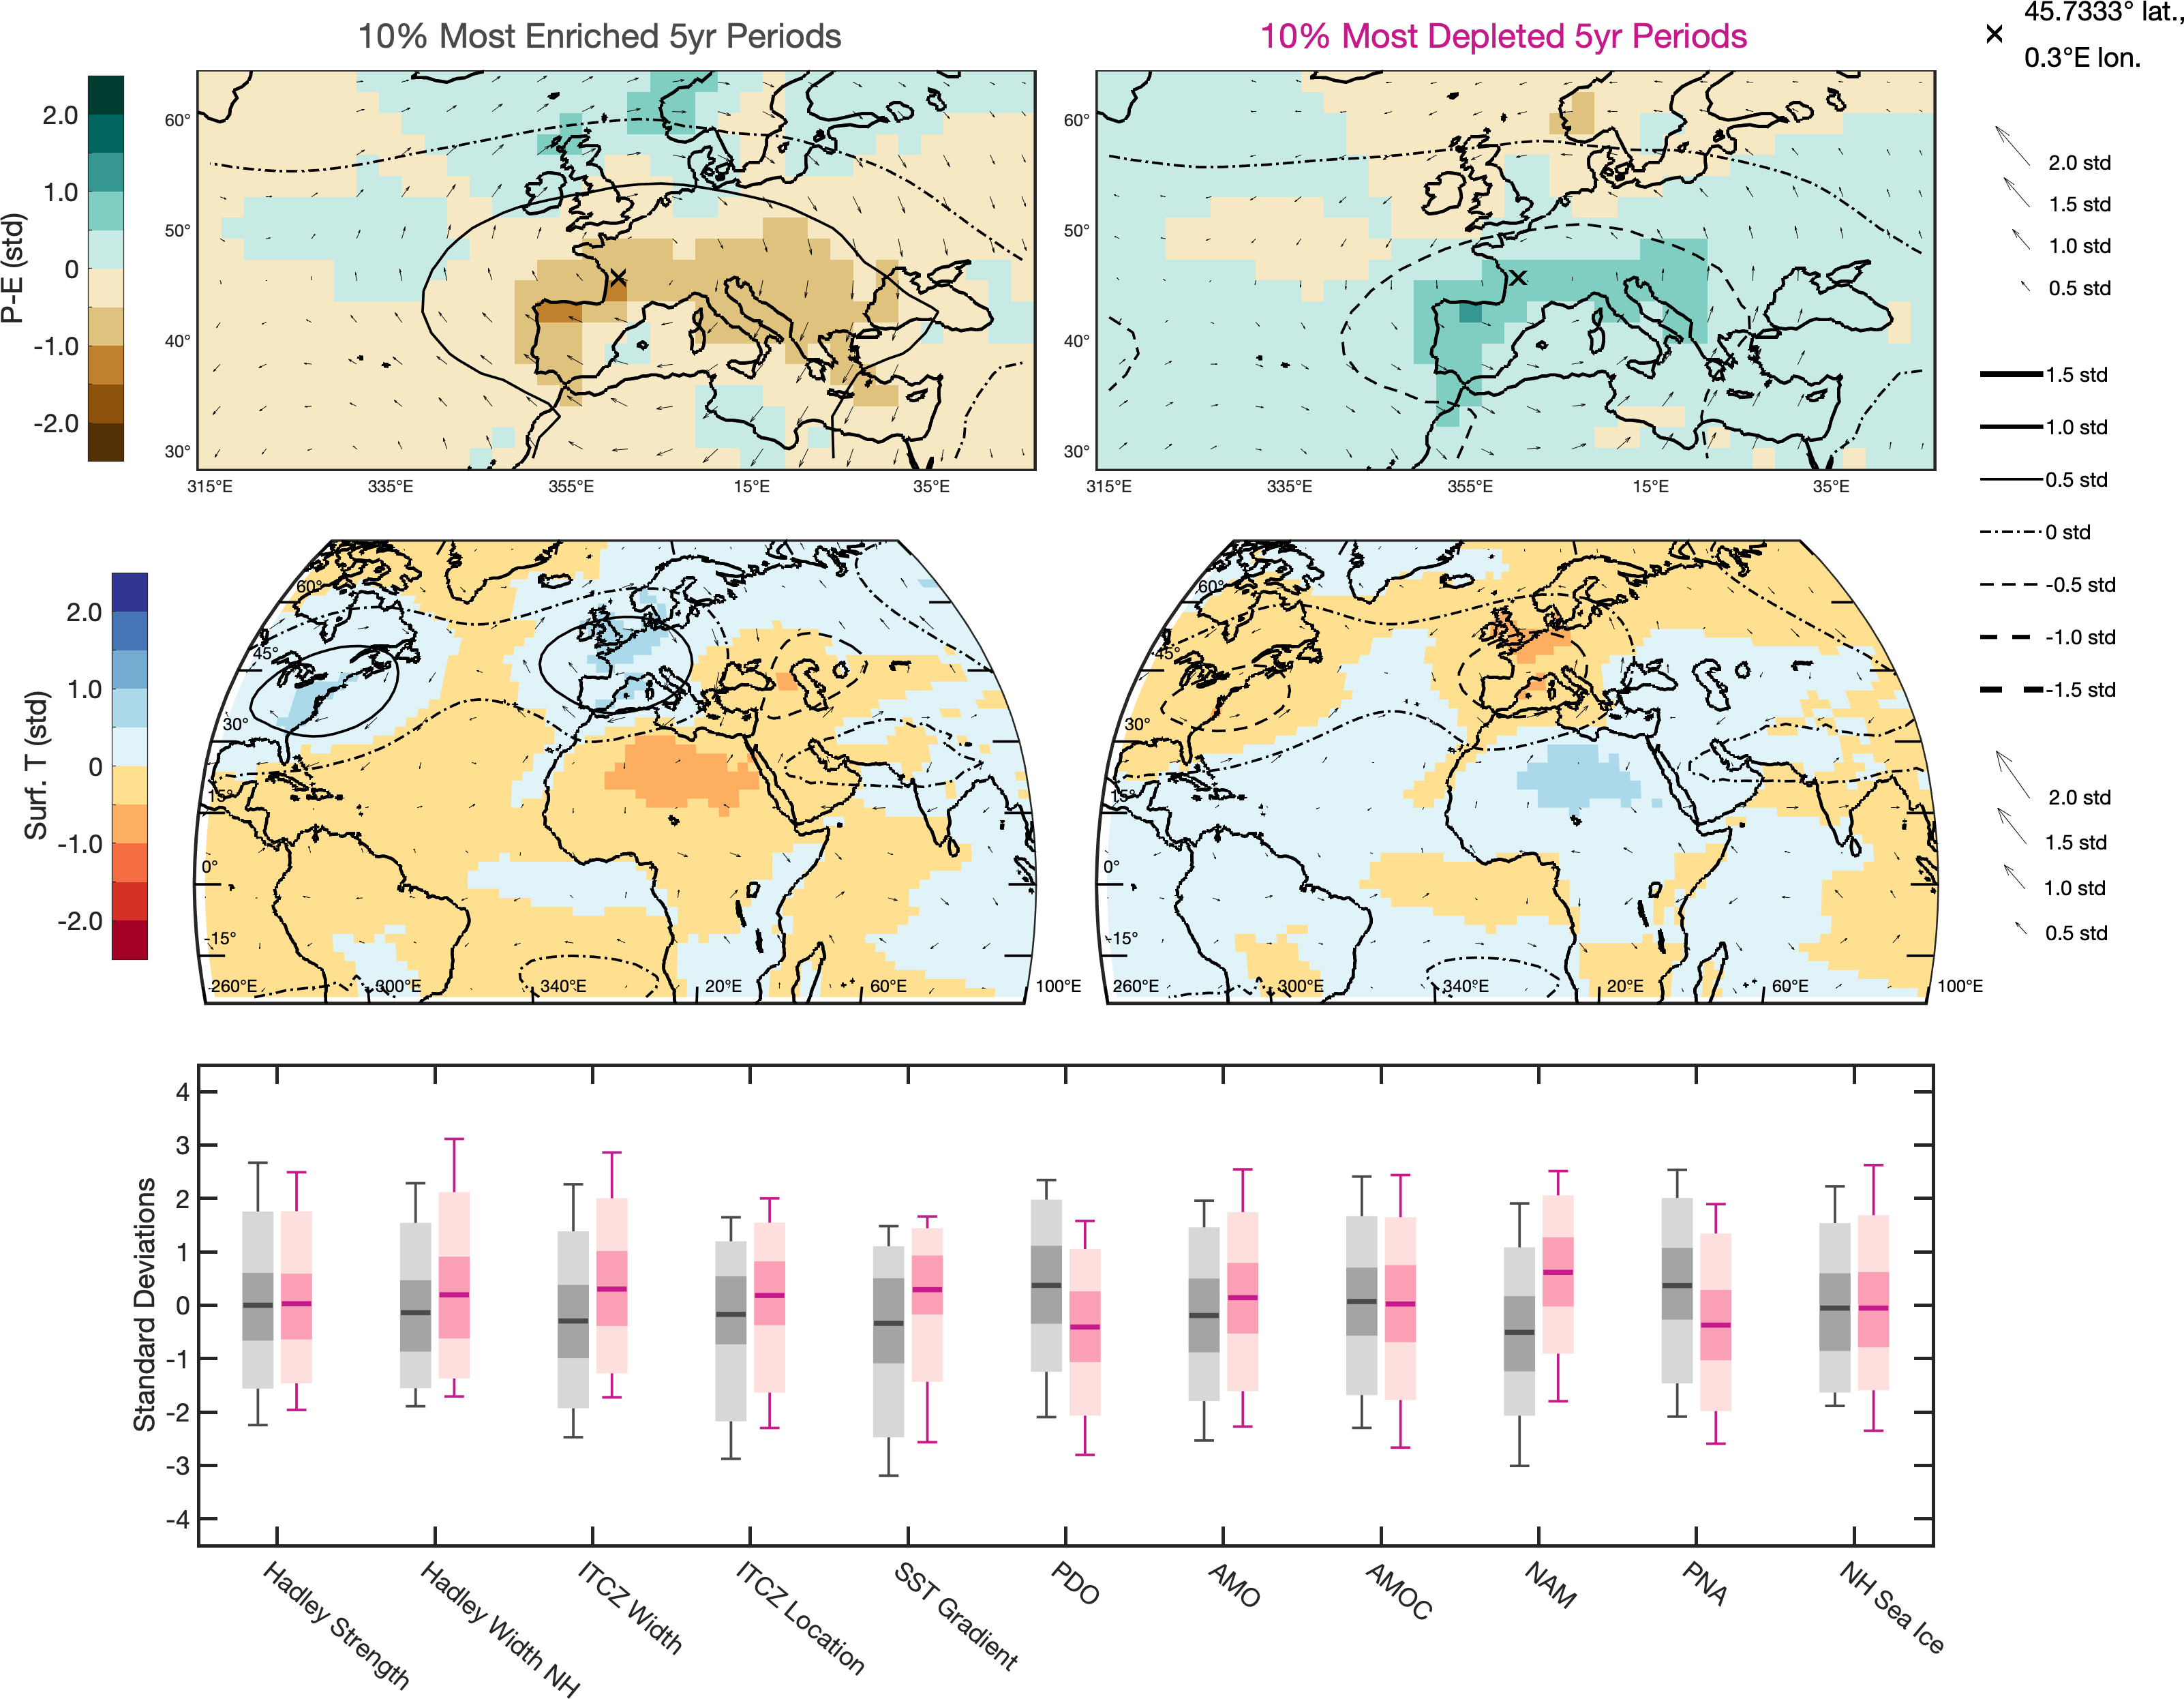 10% Most Enriched 5yr Periods
10% Most Depleted 5yr Periods
45.7333° lat.,
0.3°E lon.
P-E (std)
2.0
1.0
0
-1.0
-2.0
60°
50°
40°
30°
315°E 335°E 355°E 15°E 35°E
60°
50°
40°
30°
315°E 335°E 355°E 15°E 35°E
2.0 std
1.5 std
1.0 std
0.5 std
1.5 std
1.0 std
0.5 std
0 std
-0.5 std
-1.0 std
-1.5 std
2.0 std
1.5 std
1.0 std
0.5 std
Surf. T (std)
2.0
1.0
0
-1.0
-2.0
60°
45°
30°
15°
0°
-15°
260°E 300°E 340°E 20°E 60°E 100°E
60°
45°
30°
15°
0°
-15°
260°E 300°E 340°E 20°E 60°E 100°E
Standard Deviations
4
3
2
1
0
-1
-2
-3
-4
Hadley Strength
Hadley Width NH
ITCZ Width
ITCZ Location
SST Gradient
PDO
AMO
AMOC
NAM
PNA
NH Sea Ice